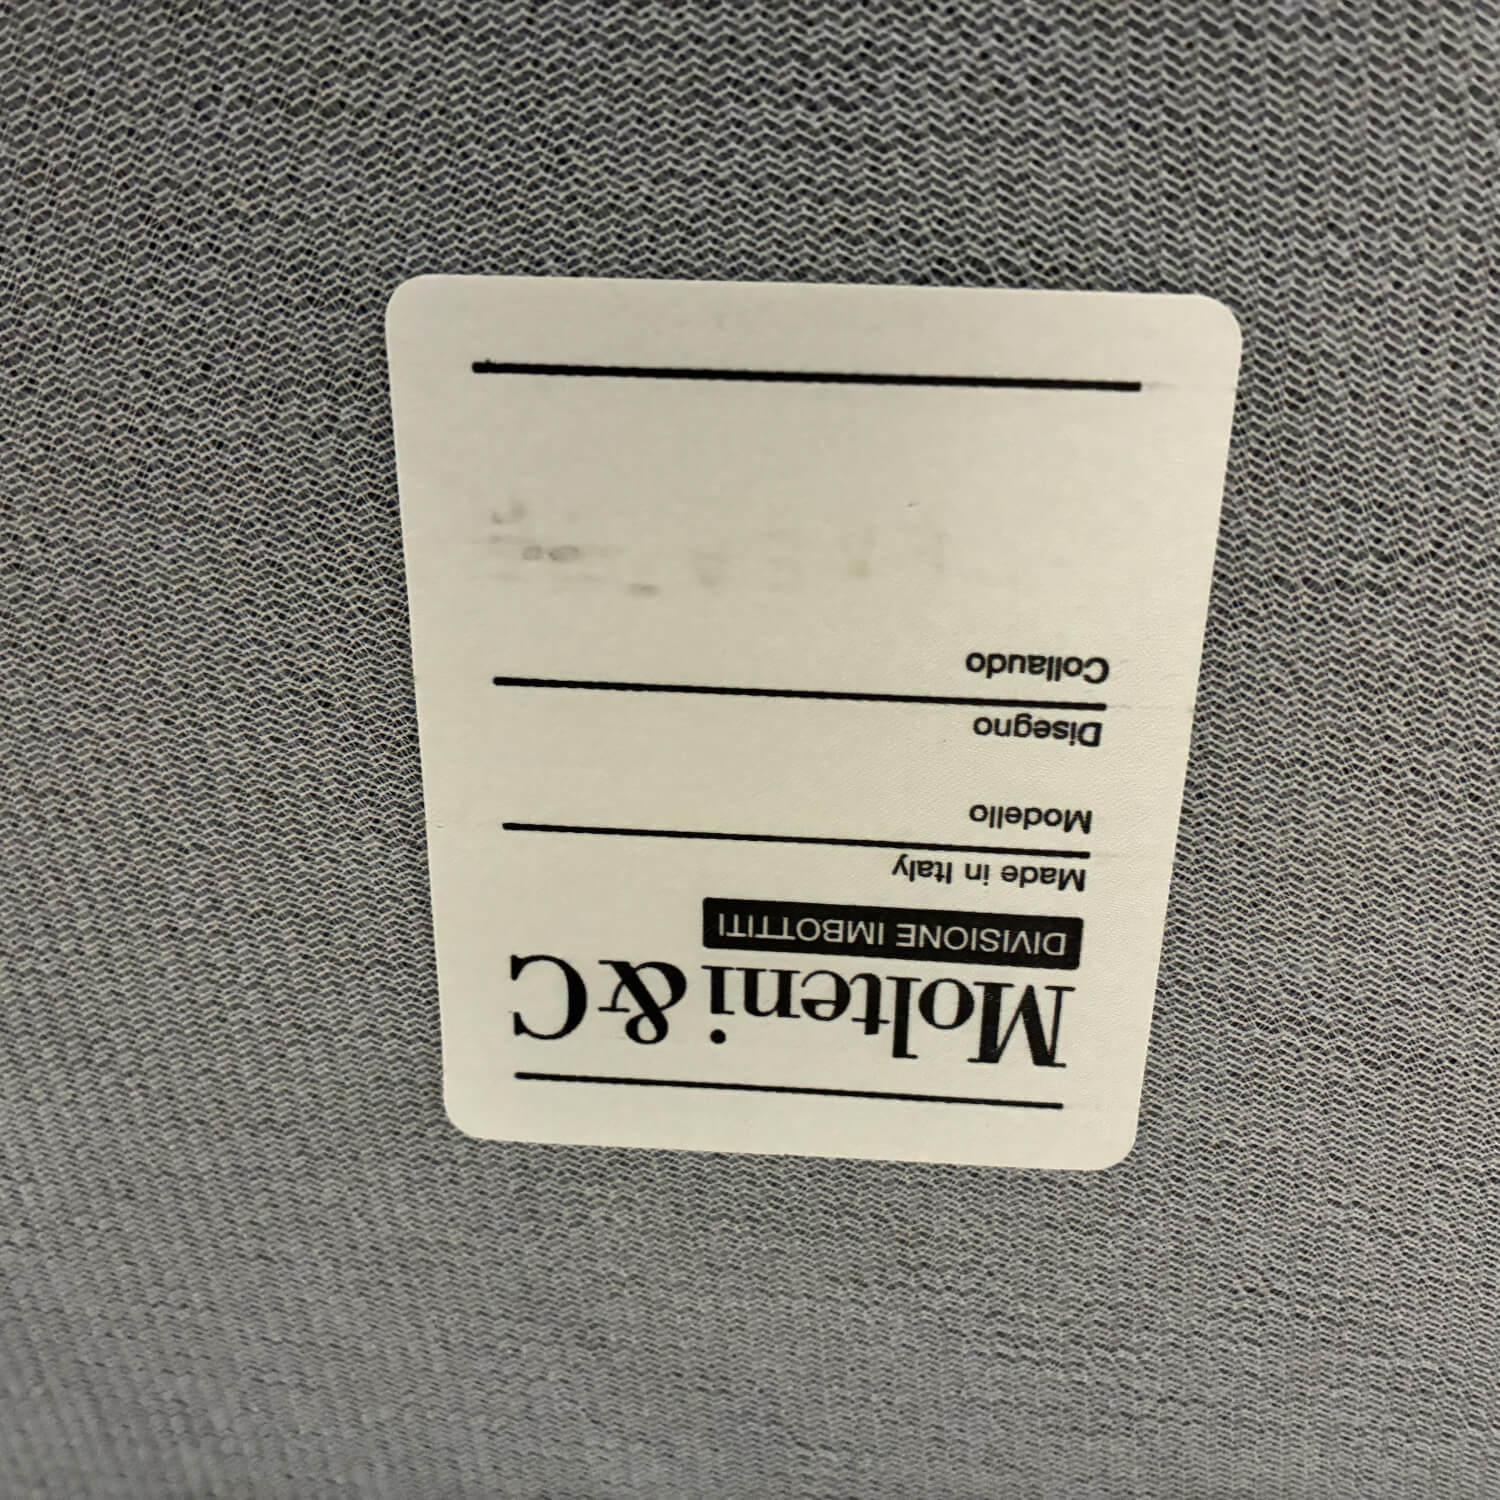 Molteni & C
DIVISIONE IMBOTTITI
Made in Italy
Modello
Disegno
Collaudo